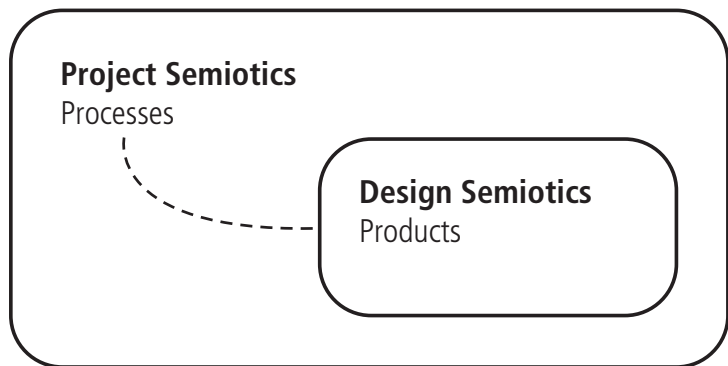 Project Semiotics
Processes
Design Semiotics
Products